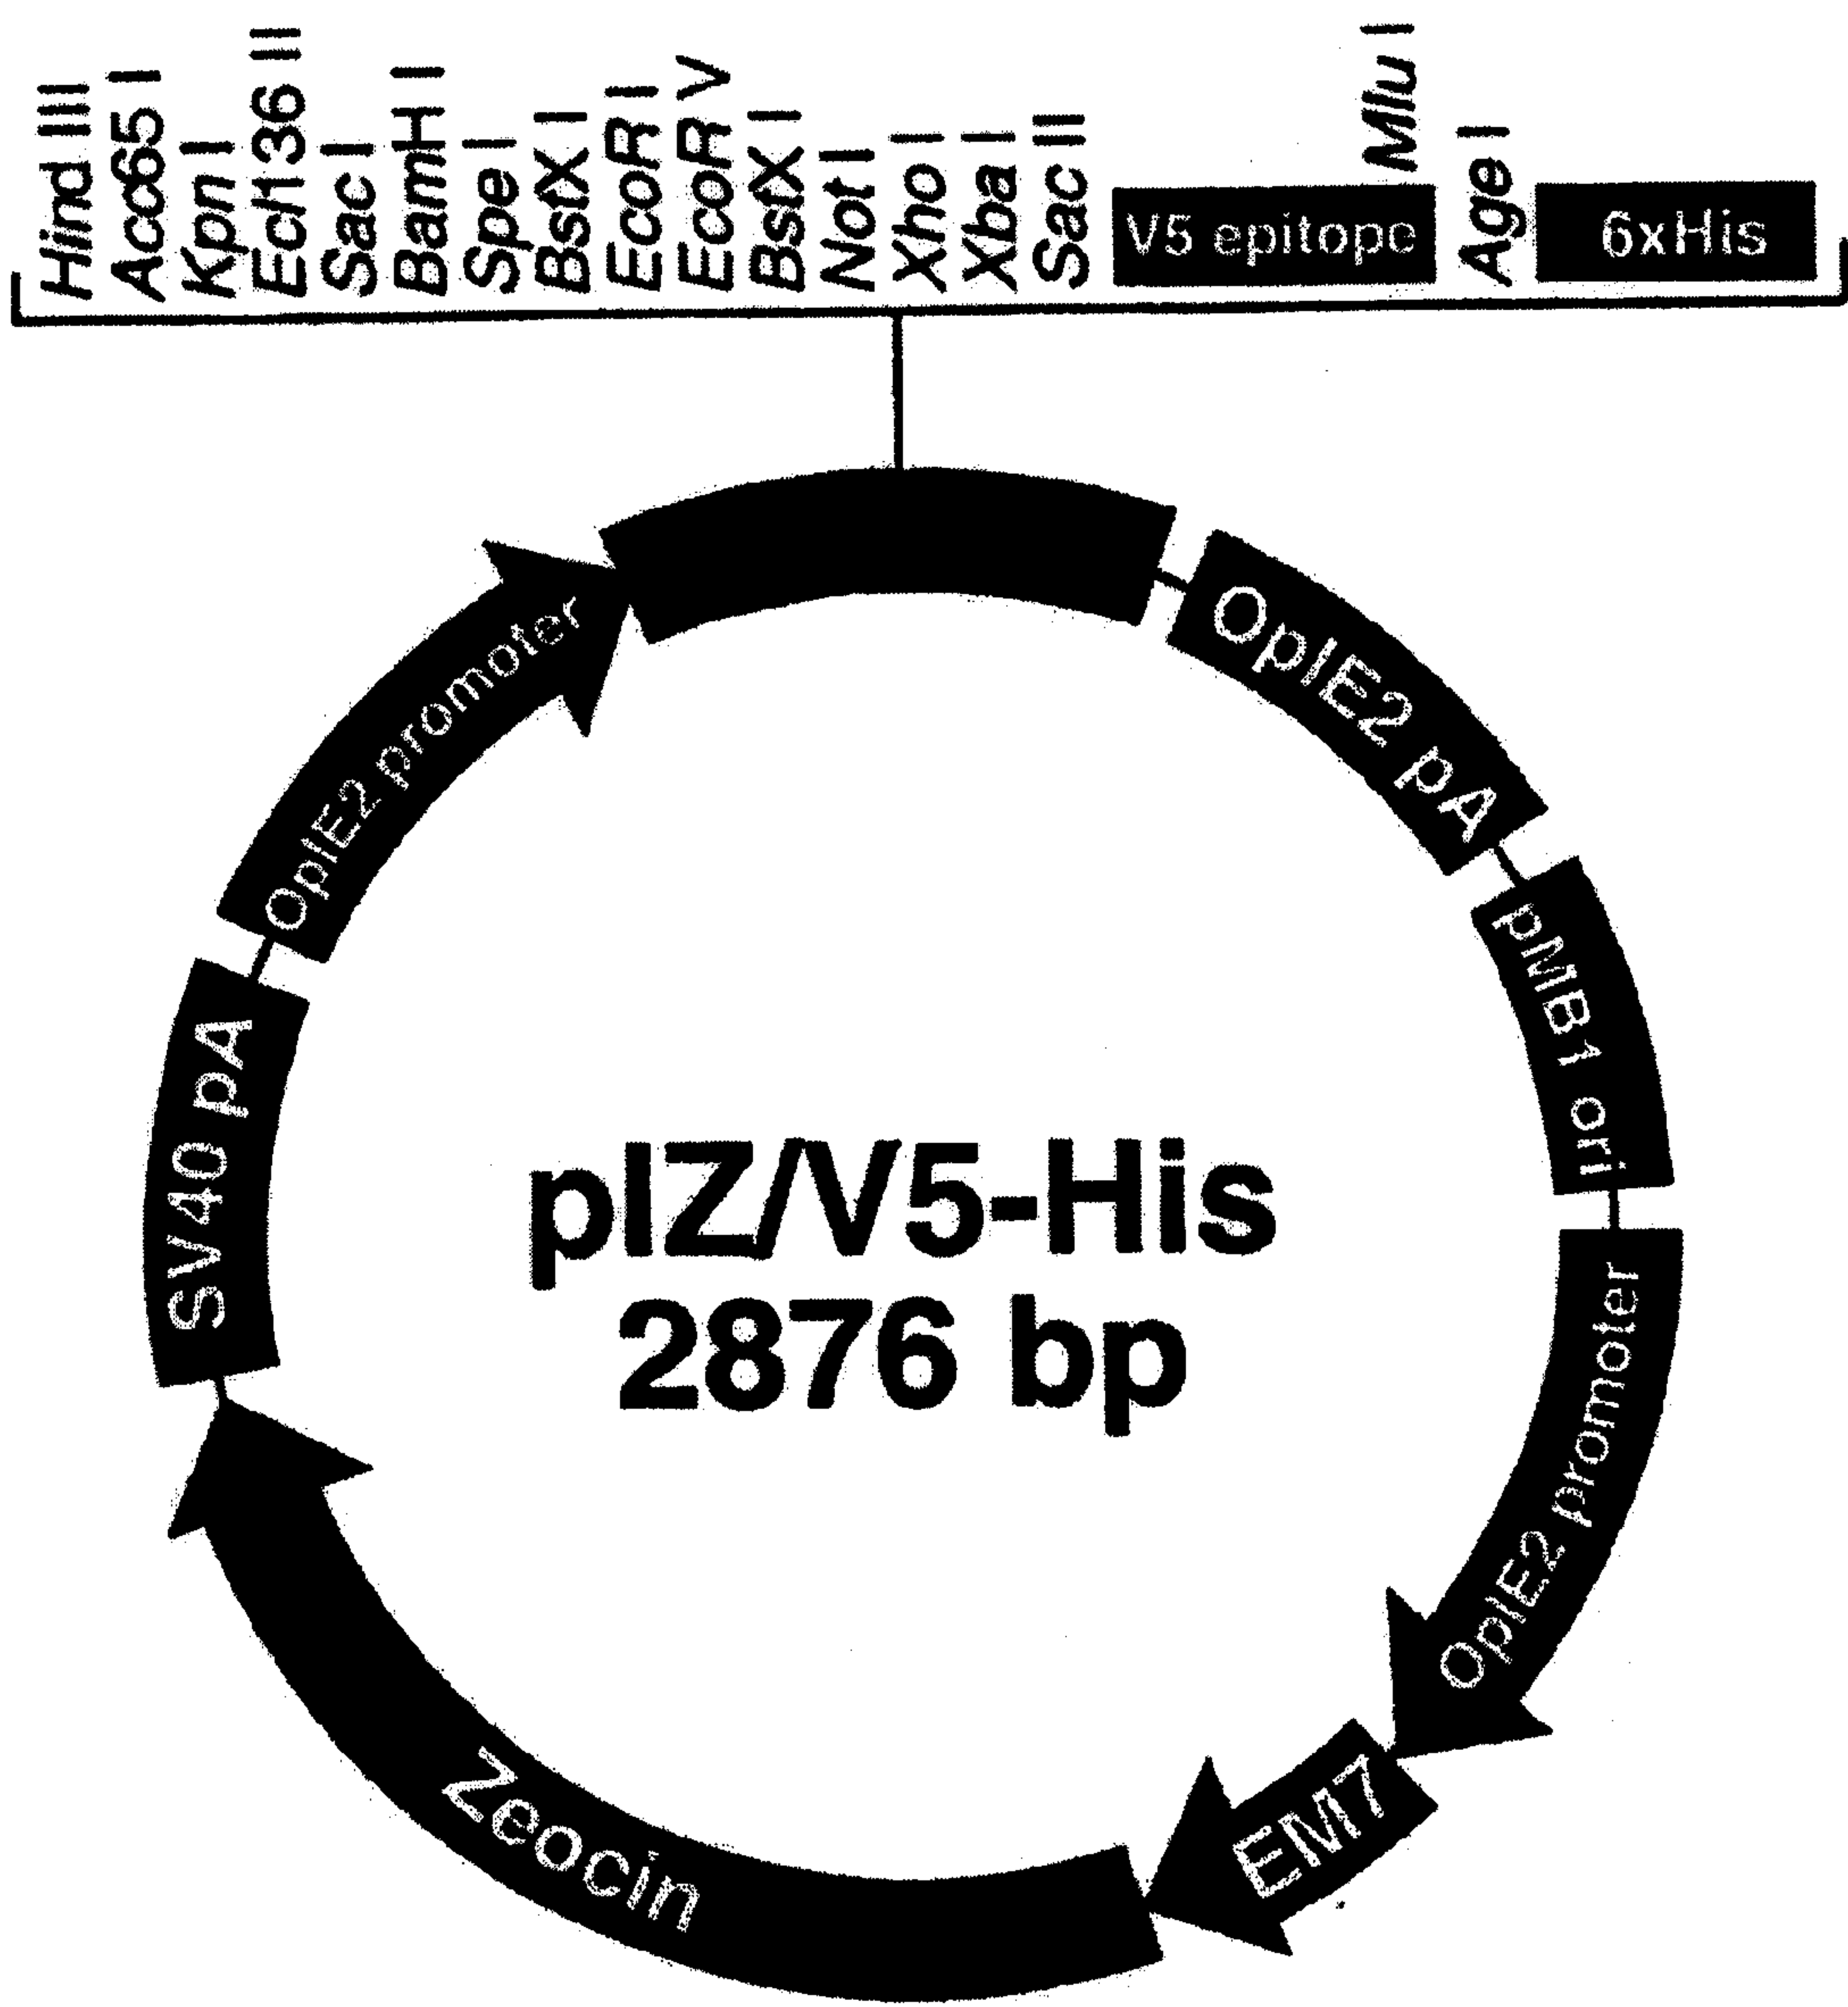 Hind III
Acc65 I
Kpn I
Ecl136 II
Sac I
BamH I
Spe I
BstX I
EcoR I
EcoR V
BstX I
Not I
Xho I
Xba I
Sac II
V5 epitope
Mlu I
Age I
6xHis
OpIE2 pA
pMB1 ori
OpIE2 promoter
EM7
Zeocin
SV40 pA
OpIE2 promoter
pIZ/V5-His
2876 bp